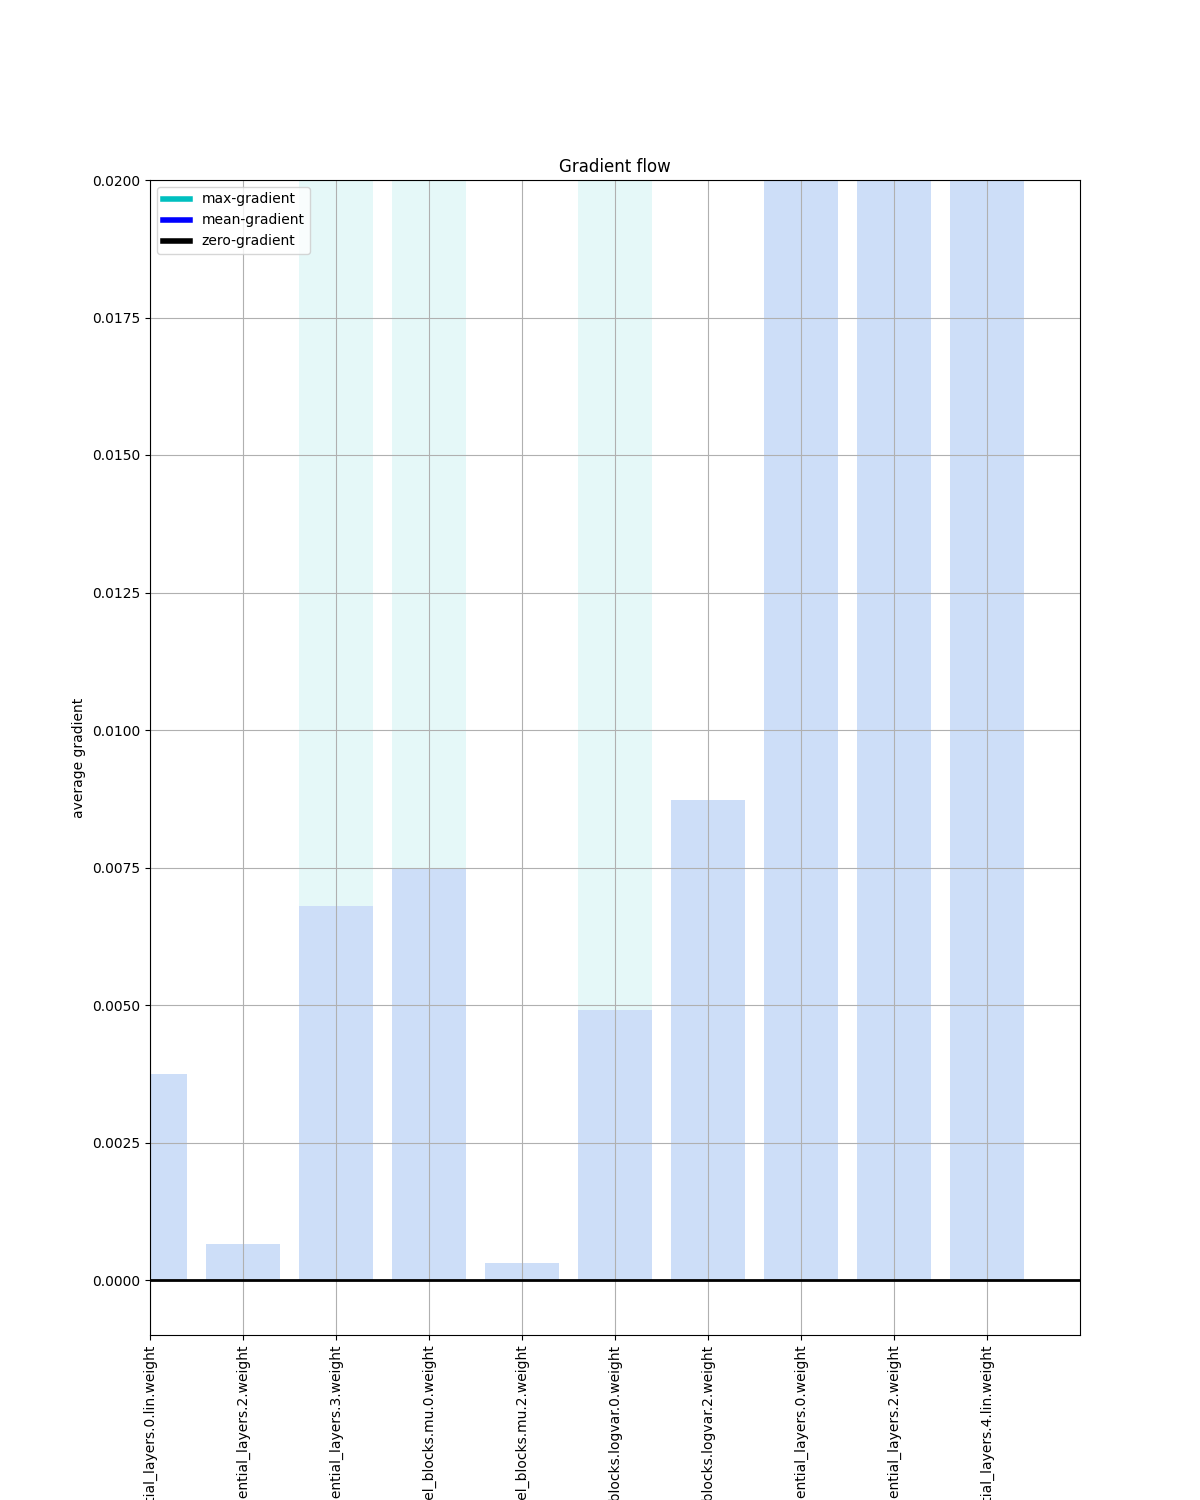 Gradient flow
max-gradient
mean-gradient
zero-gradient
0.0200
0.0175
0.0150
0.0125
0.0100
0.0075
0.0050
0.0025
0.0000
average gradient
tial_layers.0.lin.weight
ential_layers.2.weight
ential_layers.3.weight
el_blocks.mu.0.weight
el_blocks.mu.2.weight
blocks.logvar.0.weight
blocks.logvar.2.weight
ential_layers.0.weight
ential_layers.2.weight
tial_layers.4.lin.weight